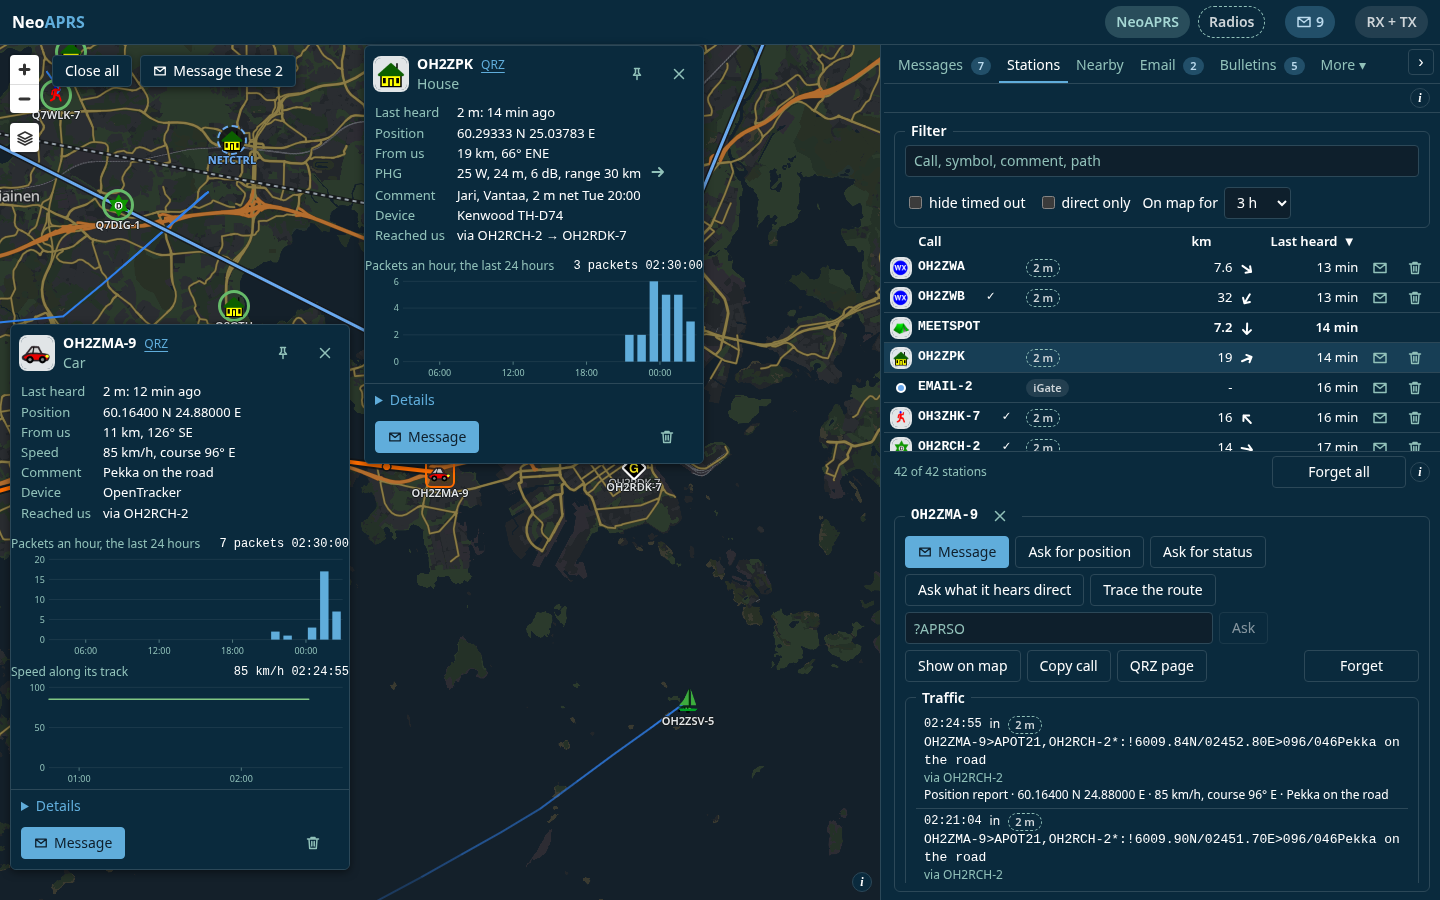 NeoAPRS
NeoAPRS
Radios
9
RX + TX
Close all
Message these 2
Q7WLK-7
NETCTRL
iainen
Q7DIG-1
OH2ZMA-9
OH2RDK-7
OH2ZSV-5
i
OH2ZPK QRZ
House
Last heard 2 m: 14 min ago
Position 60.29333 N 25.03783 E
From us 19 km, 66° ENE
PHG 25 W, 24 m, 6 dB, range 30 km →
Comment Jari, Vantaa, 2 m net Tue 20:00
Device Kenwood TH-D74
Reached us via OH2RCH-2 → OH2RDK-7
Packets an hour, the last 24 hours 3 packets 02:30:00
6
4
2
0
06:00 12:00 18:00 00:00
▶ Details
Message
OH2ZMA-9 QRZ
Car
Last heard 2 m: 12 min ago
Position 60.16400 N 24.88000 E
From us 11 km, 126° SE
Speed 85 km/h, course 96° E
Comment Pekka on the road
Device OpenTracker
Reached us via OH2RCH-2
Packets an hour, the last 24 hours 7 packets 02:30:00
20
15
10
5
0
06:00 12:00 18:00 00:00
Speed along its track 85 km/h 02:24:55
100
50
0
01:00 02:00
▶ Details
Message
Messages 7 Stations Nearby Email 2 Bulletins 5 More ▾ ›
i
Filter
Call, symbol, comment, path
hide timed out direct only On map for 3 h
Call km Last heard ▼
OH2ZWA 2 m 7.6 13 min
OH2ZWB ✓ 2 m 32 13 min
MEETSPOT 7.2 14 min
OH2ZPK 2 m 19 14 min
EMAIL-2 iGate - 16 min
OH3ZHK-7 ✓ 2 m 16 16 min
OH2RCH-2 ✓ 2 m 14 17 min
42 of 42 stations Forget all i
OH2ZMA-9
Message Ask for position Ask for status
Ask what it hears direct Trace the route
?APRSO Ask
Show on map Copy call QRZ page Forget
Traffic
02:24:55 in 2 m
OH2ZMA-9>APOT21,OH2RCH-2*:!6009.84N/02452.80E>096/046Pekka on
the road
via OH2RCH-2
Position report · 60.16400 N 24.88000 E · 85 km/h, course 96° E · Pekka on the road
02:21:04 in 2 m
OH2ZMA-9>APOT21,OH2RCH-2*:!6009.90N/02451.70E>096/046Pekka on
the road
via OH2RCH-2